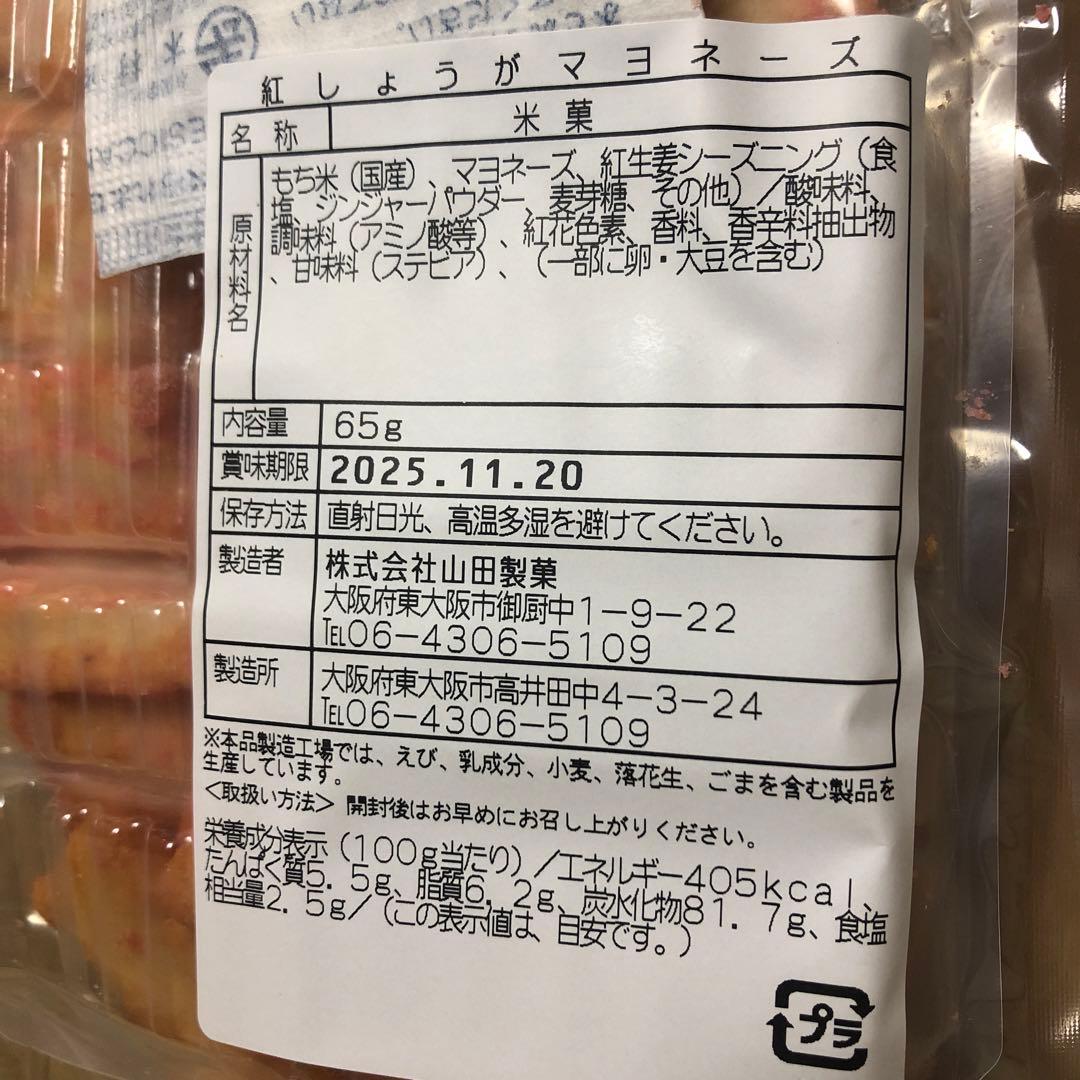 紅しょうがマヨネーズ
名称 米菓
原材料名 もち米（国産）、マヨネーズ、紅生姜シーズニング（食
塩、ジンジャーパウダー、麦芽糖、その他）／酸味料、
調味料（アミノ酸等）、紅花色素、香料、香辛料抽出物
、甘味料（ステビア）、（一部に卵・大豆を含む）
内容量 65g
賞味期限 2025.11.20
保存方法 直射日光、高温多湿を避けてください。
製造者 株式会社山田製菓
大阪府東大阪市御厨中1－9－22
℡06－4306－5109
製造所 大阪府東大阪市高井田中4－3－24
℡06－4306－5109
※本品製造工場では、えび、乳成分、小麦、落花生、ごまを含む製品を
生産しています。
＜取扱い方法＞ 開封後はお早めにお召し上がりください。
栄養成分表示（100g当たり）／エネルギー405kcal、
たんぱく質5．5g、脂質6．2g、炭水化物81．7g、食塩
相当量2．5g／（この表示値は、目安です。）
プラ